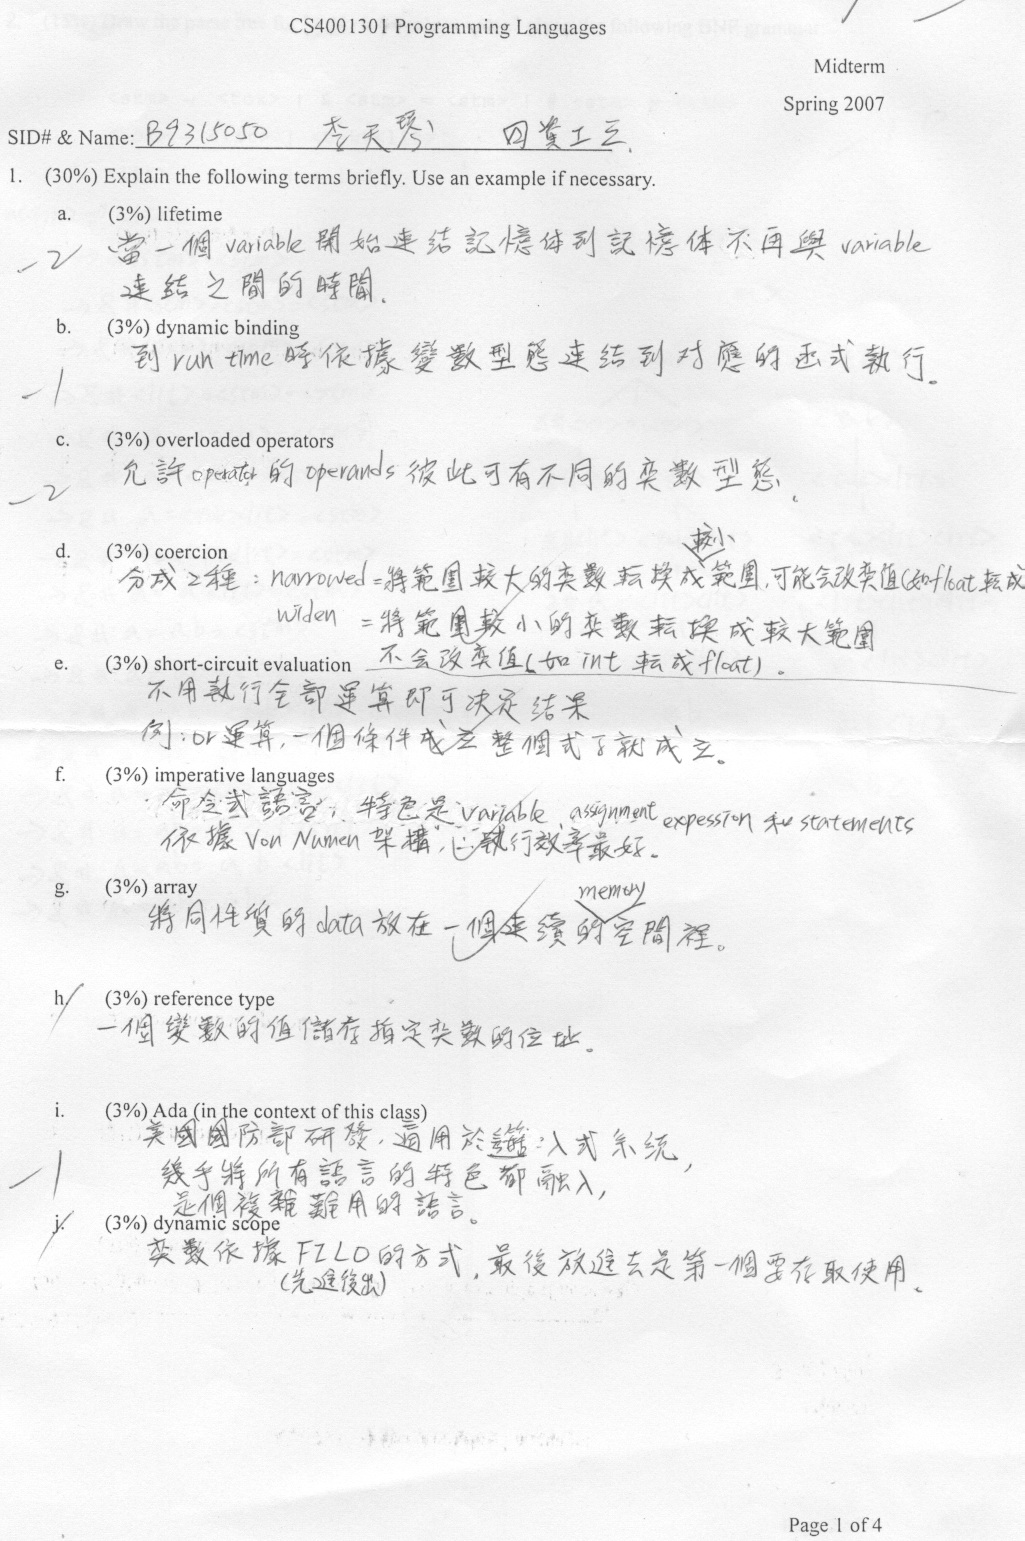 CS4001301 Programming Languages
Midterm
Spring 2007
SID# & Name: B9315050 李天琴 四資工三
1. (30%) Explain the following terms briefly. Use an example if necessary.
a. (3%) lifetime
-2 當一個 variable 開始連結記憶体到記憶体不再與 variable
連結之間的時間.
b. (3%) dynamic binding
到 run time 時依據變數型態連結到対應的函式執行。
-1
c. (3%) overloaded operators
允許 operator 的 operands 彼此可有不同的変數型態.
-2
d. (3%) coercion
較小
分成2種: narrowed=將範圍較大的変數転換成範圍,可能会改変值(如float転成
widen =將範圍較小的変數転換成較大範圍
e. (3%) short-circuit evaluation 不会改変值(如 int 転成 float)。
不用執行全部運算即可決定結果
例:or運算,一個條件成立整個式子就成立。
f. (3%) imperative languages
命令式語言,特色是 variable, assignment expession 和 statements
依據 Von Numen 架構,它執行效率最好。
g. (3%) array
memory
將同性質的 data 放在一個連續的空間裡。
h. (3%) reference type
一個變數的值儲存指定変數的位址。
i. (3%) Ada (in the context of this class)
美國國防部研發,適用於入式系統,
-1 幾乎將所有語言的特色都融入,
是個複雜難用的語言。
j. (3%) dynamic scope
変數依據 FILO 的方式,最後放進去是第一個要存取使用.
(先進後出)
Page 1 of 4